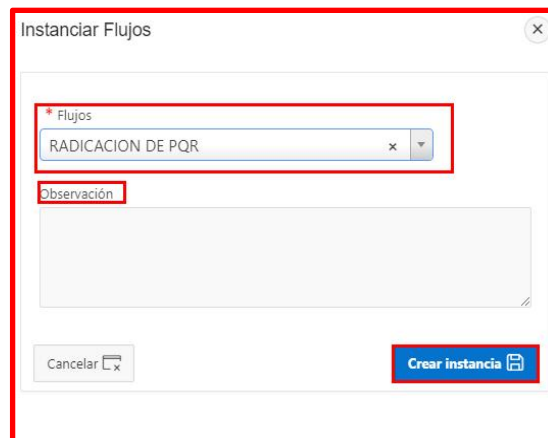 Instanciar Flujos
* Flujos
RADICACION DE PQR
Observación
Cancelar
Crear instancia